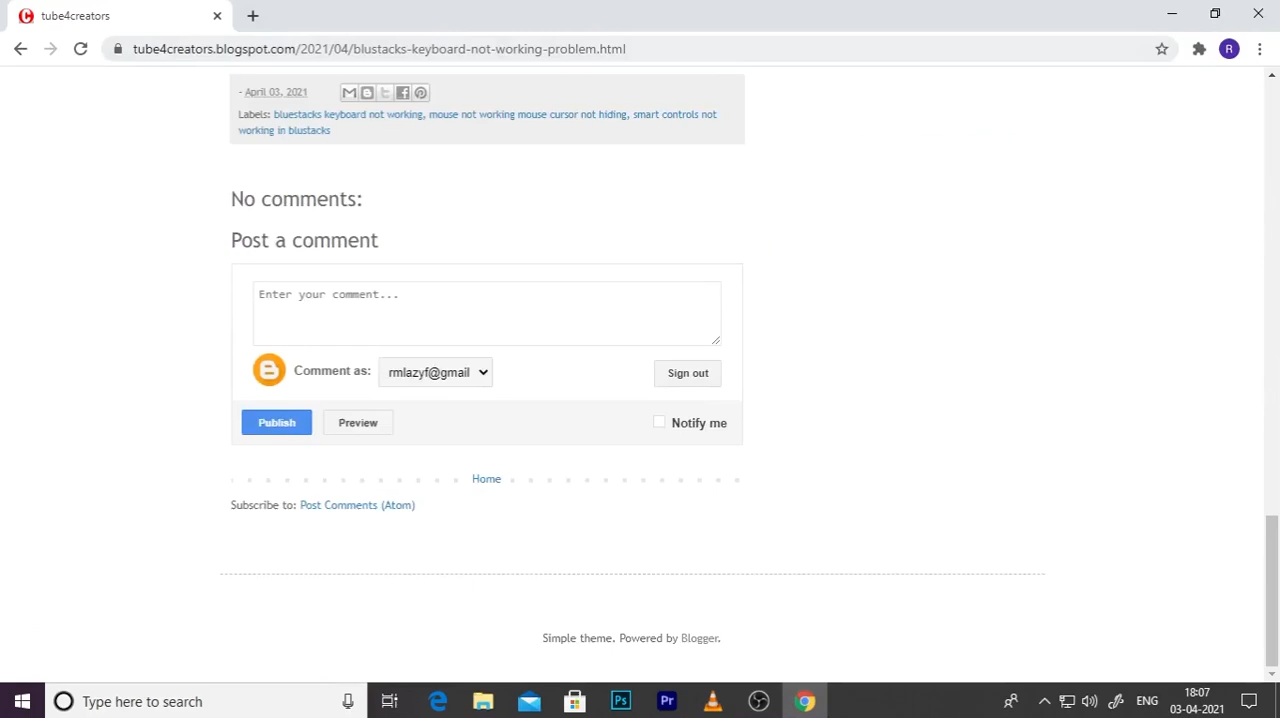 tube4creators
tube4creators.blogspot.com/2021/04/blustacks-keyboard-not-working-problem.html
R
- April 03, 2021
Labels: bluestacks keyboard not working, mouse not working mouse cursor not hiding, smart controls not
working in blustacks
No comments:
Post a comment
Enter your comment...
Comment as: rmlazyf@gmail
Sign out
Publish Preview Notify me
Home
Subscribe to: Post Comments (Atom)
Simple theme. Powered by Blogger.
Type here to search
Ps
Pr
ENG
18:07
03-04-2021